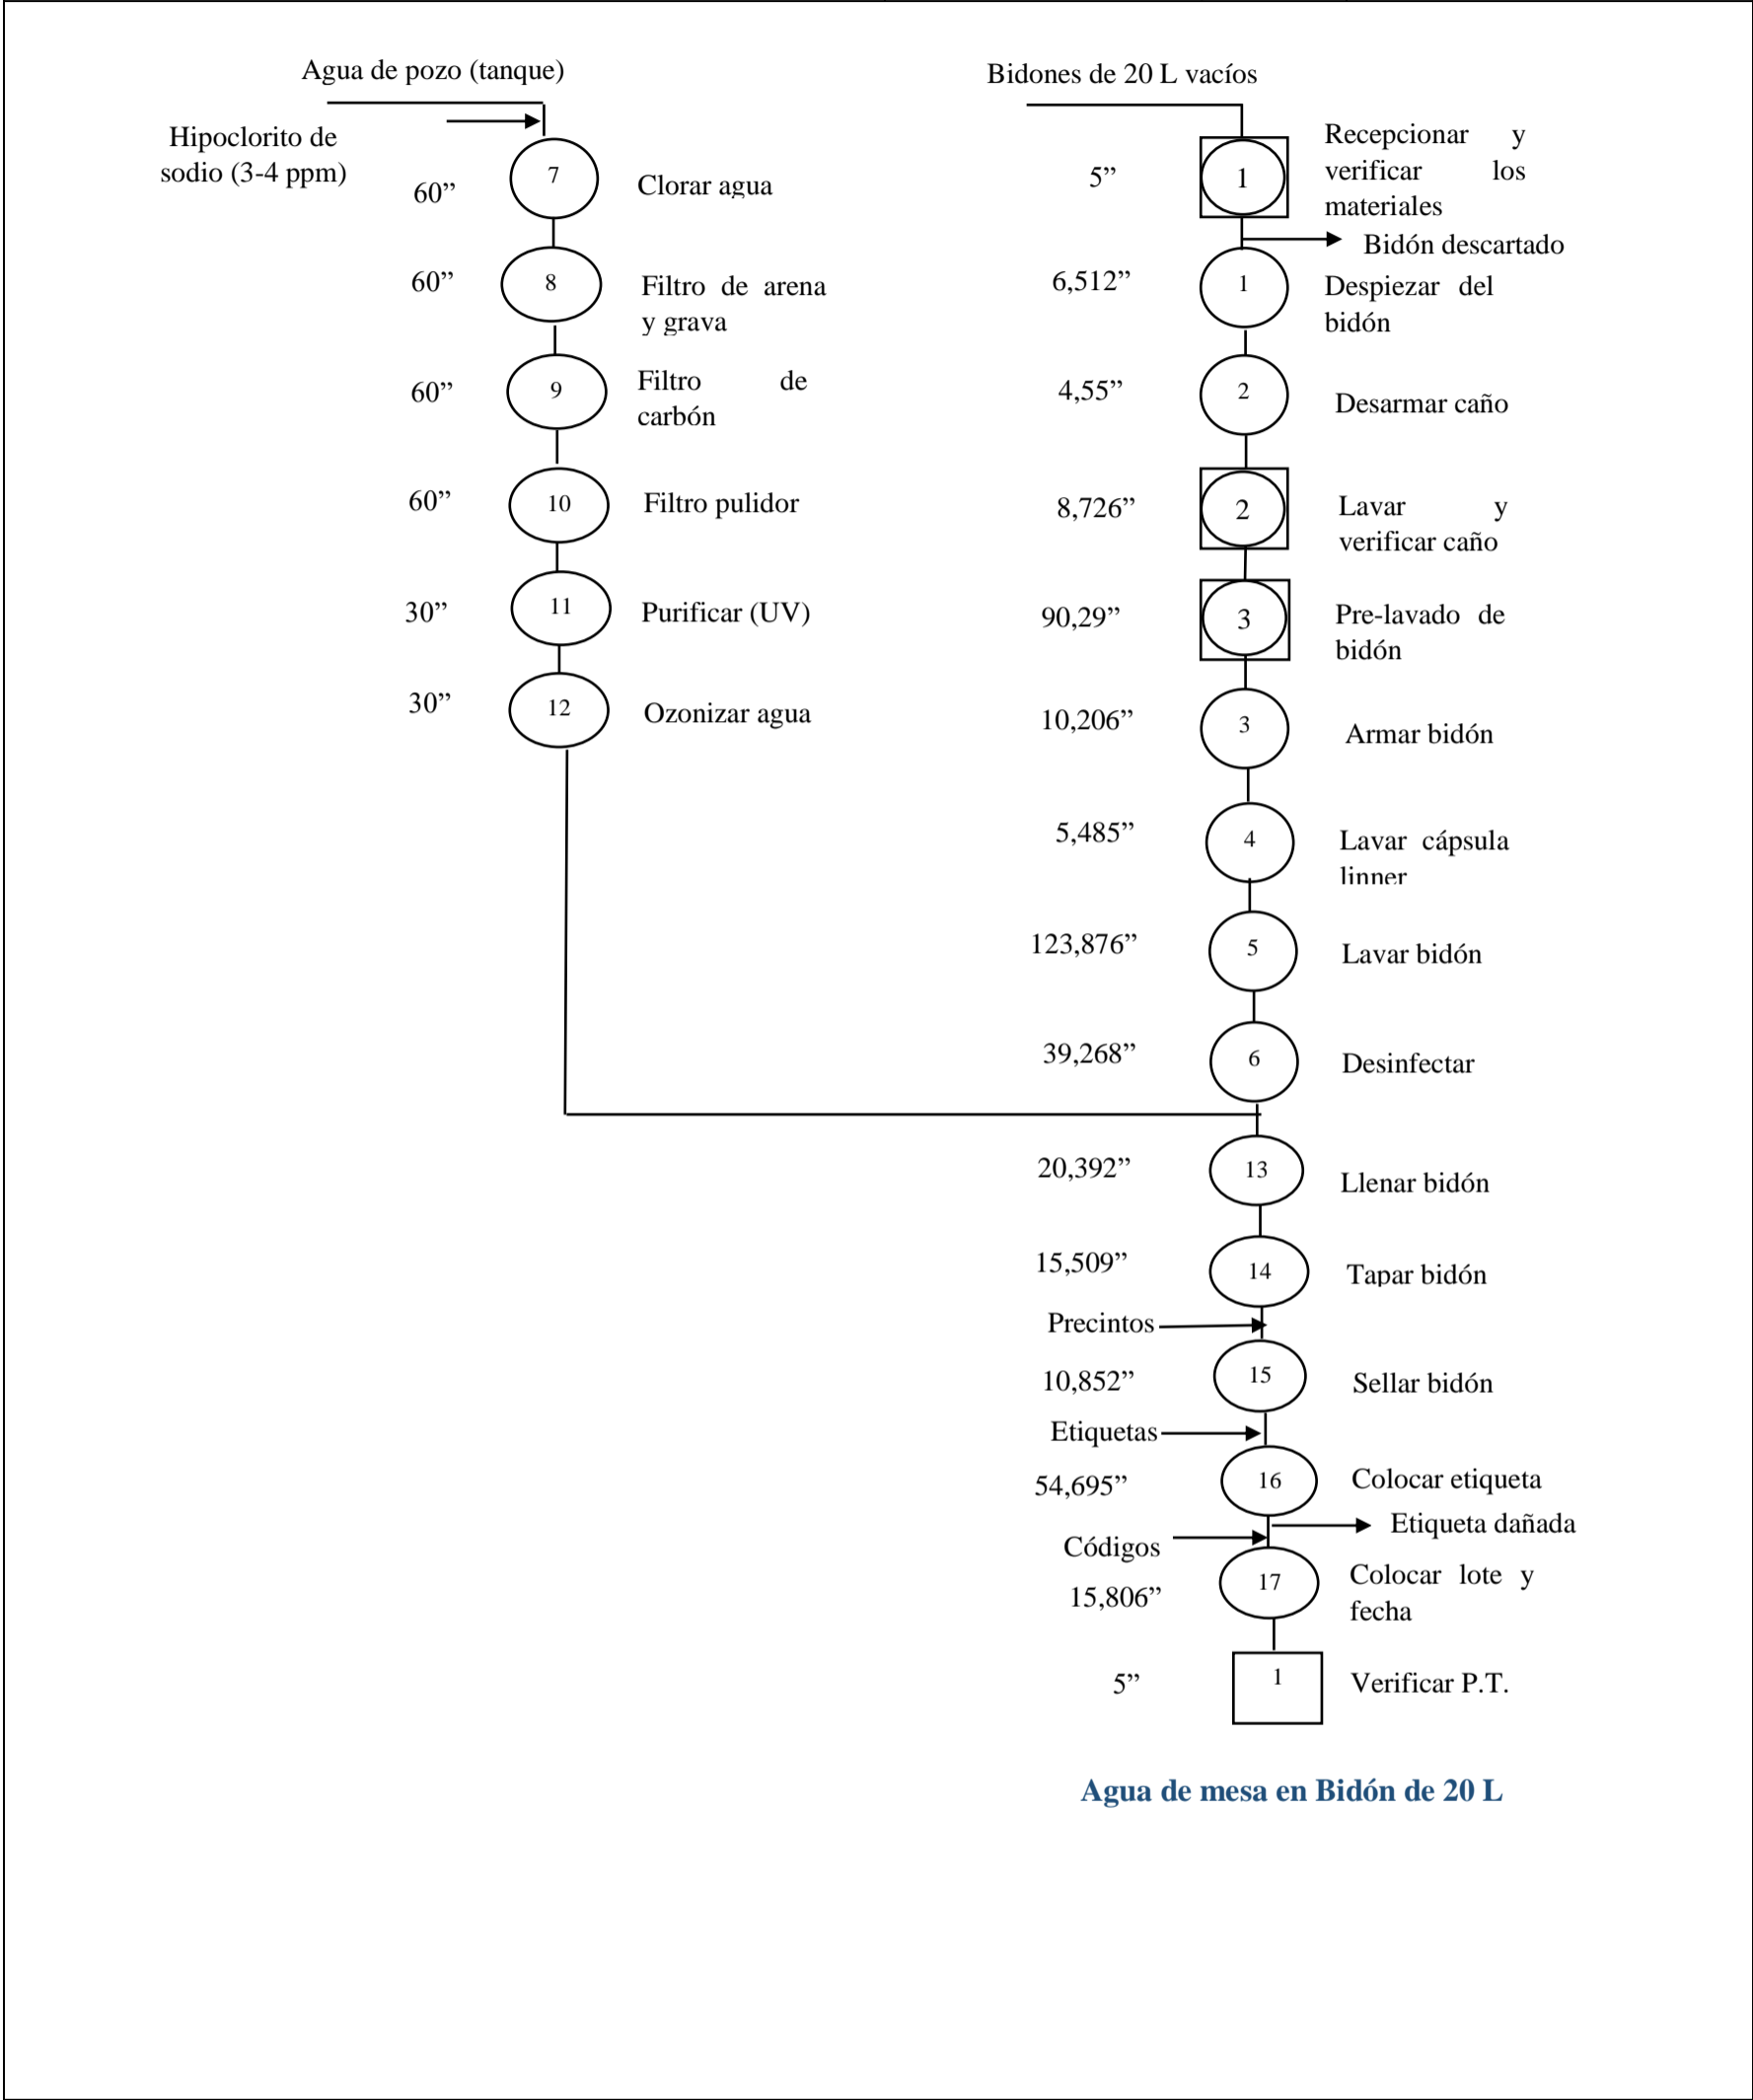 Agua de pozo (tanque)
Hipoclorito de
sodio (3-4 ppm)
60”
7
Clorar agua
60”
8
Filtro de arena
y grava
60”
9
Filtro de
carbón
60”
10
Filtro pulidor
30”
11
Purificar (UV)
30”
12
Ozonizar agua
Bidones de 20 L vacíos
5”
1
Recepcionar y
verificar los
materiales
Bidón descartado
6,512”
1
Despiezar del
bidón
4,55”
2
Desarmar caño
8,726”
2
Lavar y
verificar caño
90,29”
3
Pre-lavado de
bidón
10,206”
3
Armar bidón
5,485”
4
Lavar cápsula
linner
123,876”
5
Lavar bidón
39,268”
6
Desinfectar
20,392”
13
Llenar bidón
15,509”
14
Tapar bidón
Precintos
10,852”
15
Sellar bidón
Etiquetas
54,695”
16
Colocar etiqueta
Etiqueta dañada
Códigos
15,806”
17
Colocar lote y
fecha
5”
1
Verificar P.T.
Agua de mesa en Bidón de 20 L